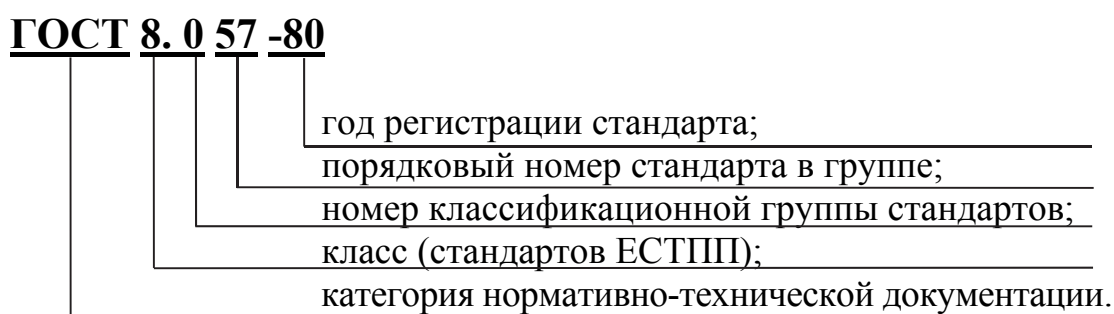 ГОСТ 8. 0 57 -80
год регистрации стандарта;
порядковый номер стандарта в группе;
номер классификационной группы стандартов;
класс (стандартов ЕСТПП);
категория нормативно-технической документации.